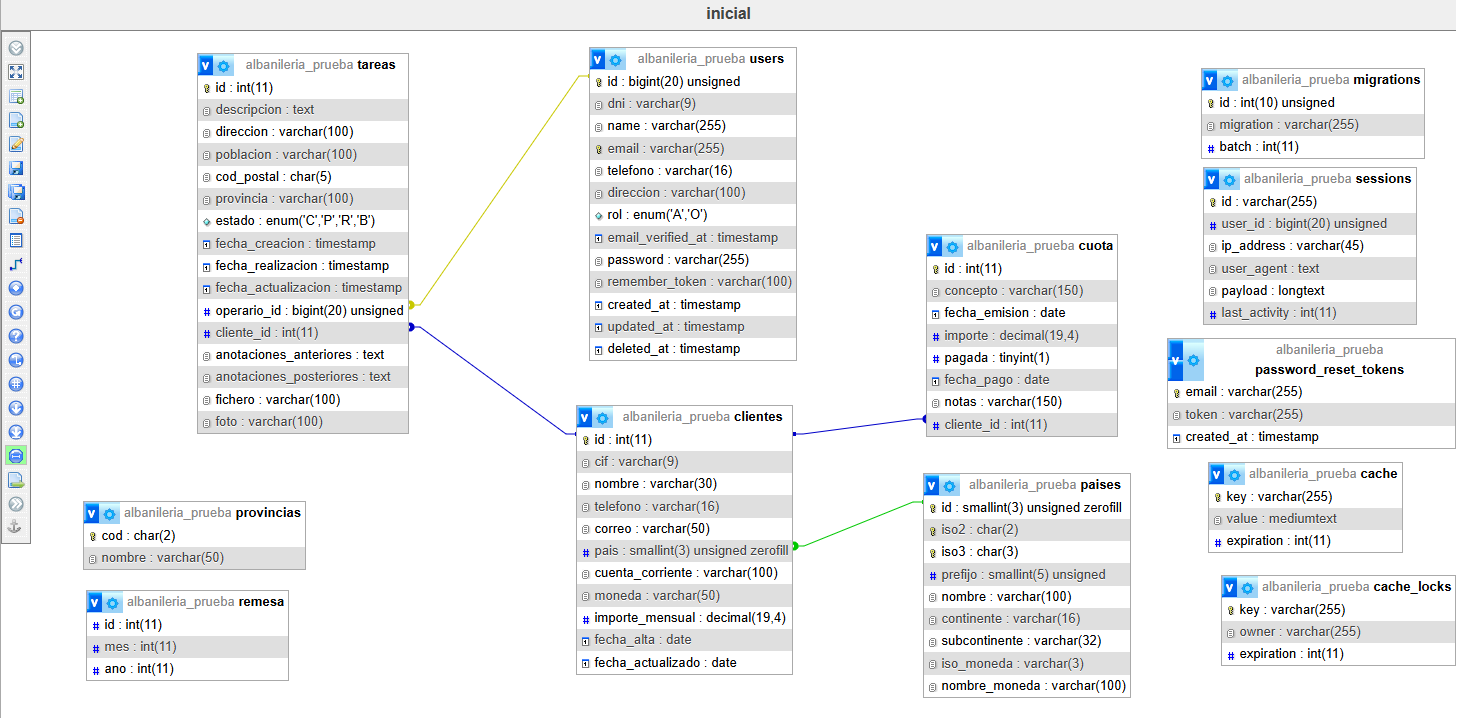 inicial
albanileria_prueba tareas
id : int(11)
descripcion : text
direccion : varchar(100)
poblacion : varchar(100)
cod_postal : char(5)
provincia : varchar(100)
estado : enum('C','P','R','B')
fecha_creacion : timestamp
fecha_realizacion : timestamp
fecha_actualizacion : timestamp
operario_id : bigint(20) unsigned
cliente_id : int(11)
anotaciones_anteriores : text
anotaciones_posteriores : text
fichero : varchar(100)
foto : varchar(100)
albanileria_prueba users
id : bigint(20) unsigned
dni : varchar(9)
name : varchar(255)
email : varchar(255)
telefono : varchar(16)
direccion : varchar(100)
rol : enum('A','O')
email_verified_at : timestamp
password : varchar(255)
remember_token : varchar(100)
created_at : timestamp
updated_at : timestamp
deleted_at : timestamp
albanileria_prueba migrations
id : int(10) unsigned
migration : varchar(255)
batch : int(11)
albanileria_prueba sessions
id : varchar(255)
user_id : bigint(20) unsigned
ip_address : varchar(45)
user_agent : text
payload : longtext
last_activity : int(11)
albanileria_prueba cuota
id : int(11)
concepto : varchar(150)
fecha_emision : date
importe : decimal(19,4)
pagada : tinyint(1)
fecha_pago : date
notas : varchar(150)
cliente_id : int(11)
albanileria_prueba
password_reset_tokens
email : varchar(255)
token : varchar(255)
created_at : timestamp
albanileria_prueba clientes
id : int(11)
cif : varchar(9)
nombre : varchar(30)
telefono : varchar(16)
correo : varchar(50)
pais : smallint(3) unsigned zerofill
cuenta_corriente : varchar(100)
moneda : varchar(50)
importe_mensual : decimal(19,4)
fecha_alta : date
fecha_actualizado : date
albanileria_prueba paises
id : smallint(3) unsigned zerofill
iso2 : char(2)
iso3 : char(3)
prefijo : smallint(5) unsigned
nombre : varchar(100)
continente : varchar(16)
subcontinente : varchar(32)
iso_moneda : varchar(3)
nombre_moneda : varchar(100)
albanileria_prueba cache
key : varchar(255)
value : mediumtext
expiration : int(11)
albanileria_prueba provincias
cod : char(2)
nombre : varchar(50)
albanileria_prueba remesa
id : int(11)
mes : int(11)
ano : int(11)
albanileria_prueba cache_locks
key : varchar(255)
owner : varchar(255)
expiration : int(11)